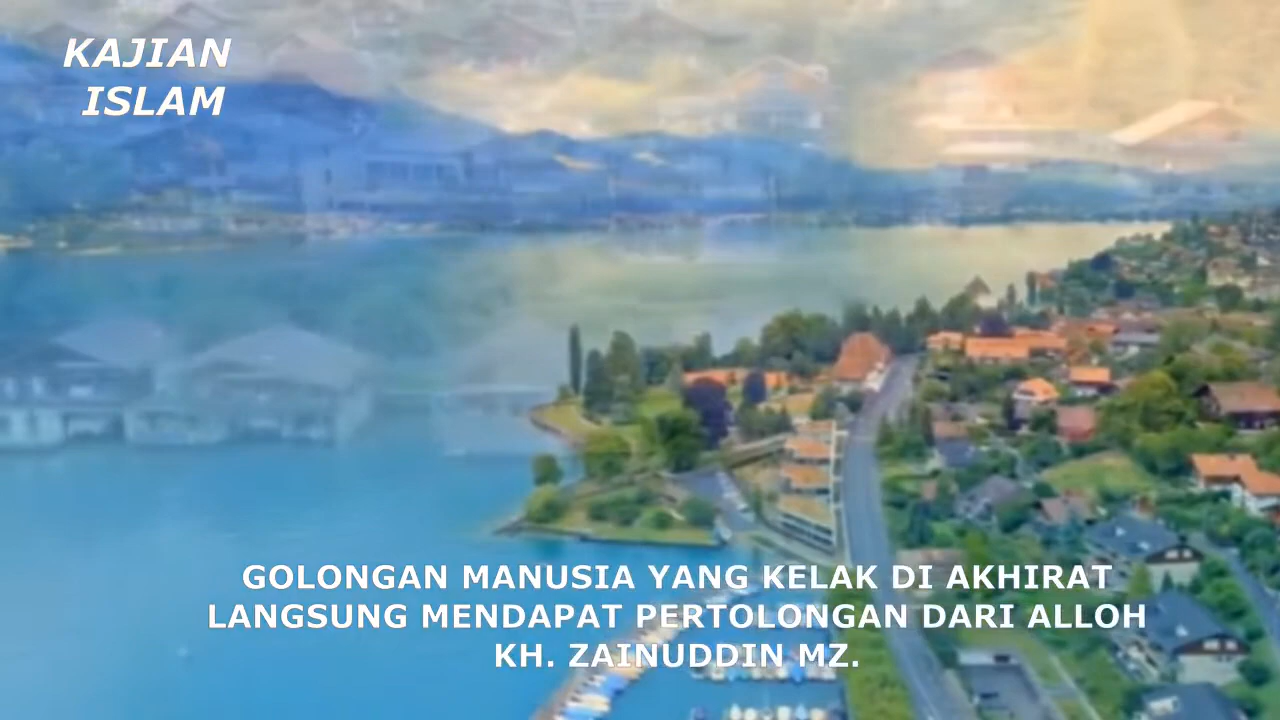 KAJIAN
ISLAM
GOLONGAN MANUSIA YANG KELAK DI AKHIRAT
LANGSUNG MENDAPAT PERTOLONGAN DARI ALLOH
KH. ZAINUDDIN MZ.